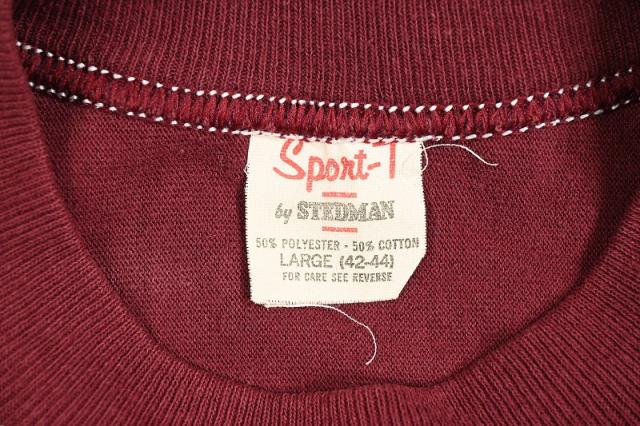 Sport-T
by STEDMAN
50% POLYESTER - 50% COTTON
LARGE (42-44)
FOR CARE SEE REVERSE